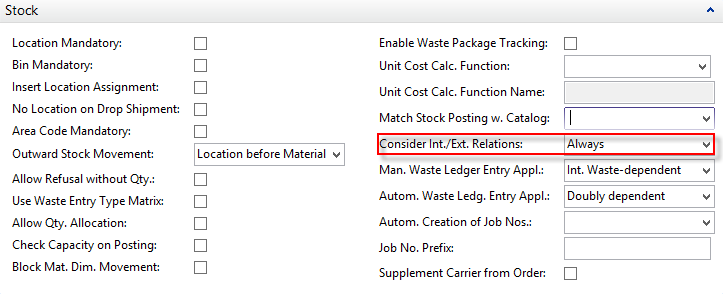 Stock
Location Mandatory:
Bin Mandatory:
Insert Location Assignment:
No Location on Drop Shipment:
Area Code Mandatory:
Outward Stock Movement: Location before Material
Allow Refusal without Qty.:
Use Waste Entry Type Matrix:
Allow Qty. Allocation:
Check Capacity on Posting:
Block Mat. Dim. Movement:
Enable Waste Package Tracking:
Unit Cost Calc. Function:
Unit Cost Calc. Function Name:
Match Stock Posting w. Catalog:
Consider Int./Ext. Relations: Always
Man. Waste Ledger Entry Appl.: Int. Waste-dependent
Autom. Waste Ledg. Entry Appl.: Doubly dependent
Autom. Creation of Job Nos.:
Job No. Prefix:
Supplement Carrier from Order: